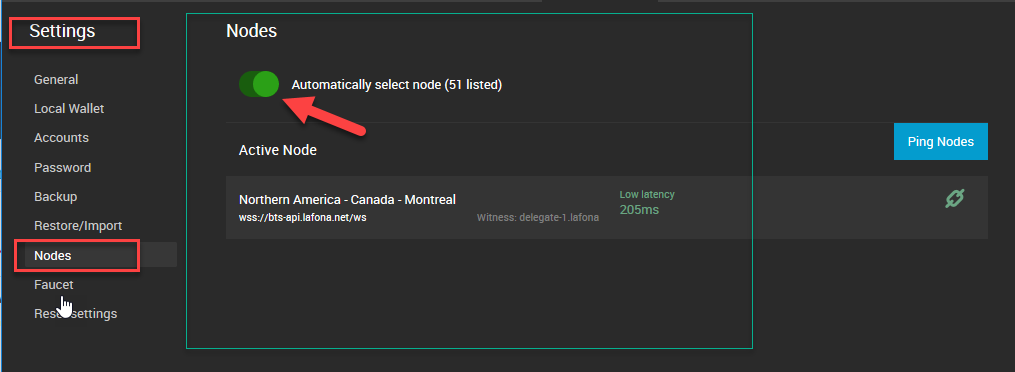 Settings
General
Local Wallet
Accounts
Password
Backup
Restore/Import
Nodes
Faucet
Reset settings
Nodes
Automatically select node (51 listed)
Active Node
Ping Nodes
Northern America - Canada - Montreal
wss://bts-api.lafona.net/ws
Witness: delegate-1.lafona
Low latency
205ms